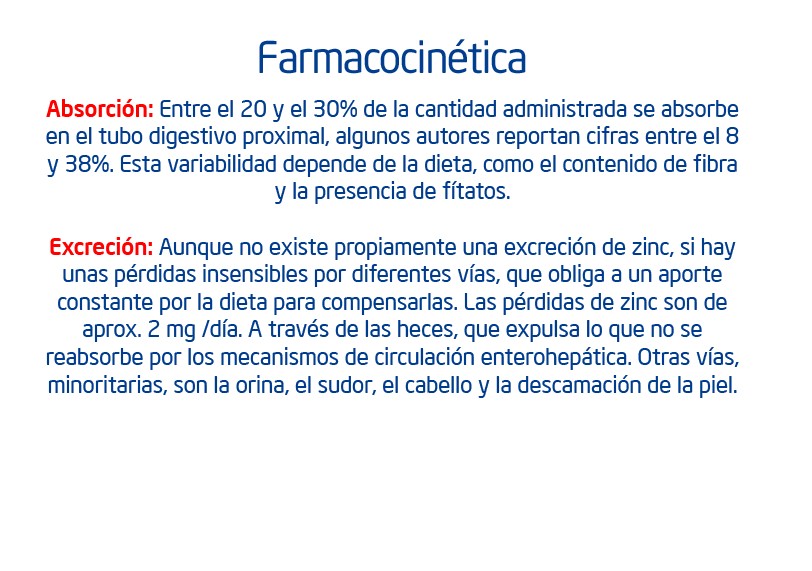 Farmacocinética
Absorción: Entre el 20 y el 30% de la cantidad administrada se absorbe
en el tubo digestivo proximal, algunos autores reportan cifras entre el 8
y 38%. Esta variabilidad depende de la dieta, como el contenido de fibra
y la presencia de fítatos.
Excreción: Aunque no existe propiamente una excreción de zinc, si hay
unas pérdidas insensibles por diferentes vías, que obliga a un aporte
constante por la dieta para compensarlas. Las pérdidas de zinc son de
aprox. 2 mg /día. A través de las heces, que expulsa lo que no se
reabsorbe por los mecanismos de circulación enterohepática. Otras vías,
minoritarias, son la orina, el sudor, el cabello y la descamación de la piel.